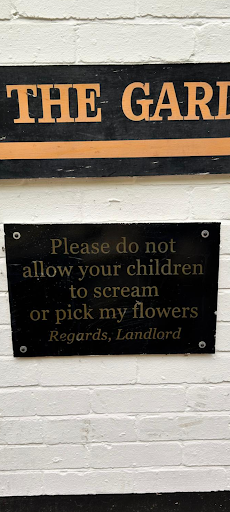 THE GARD
Please do not
allow your children
to scream
or pick my flowers
Regards, Landlord